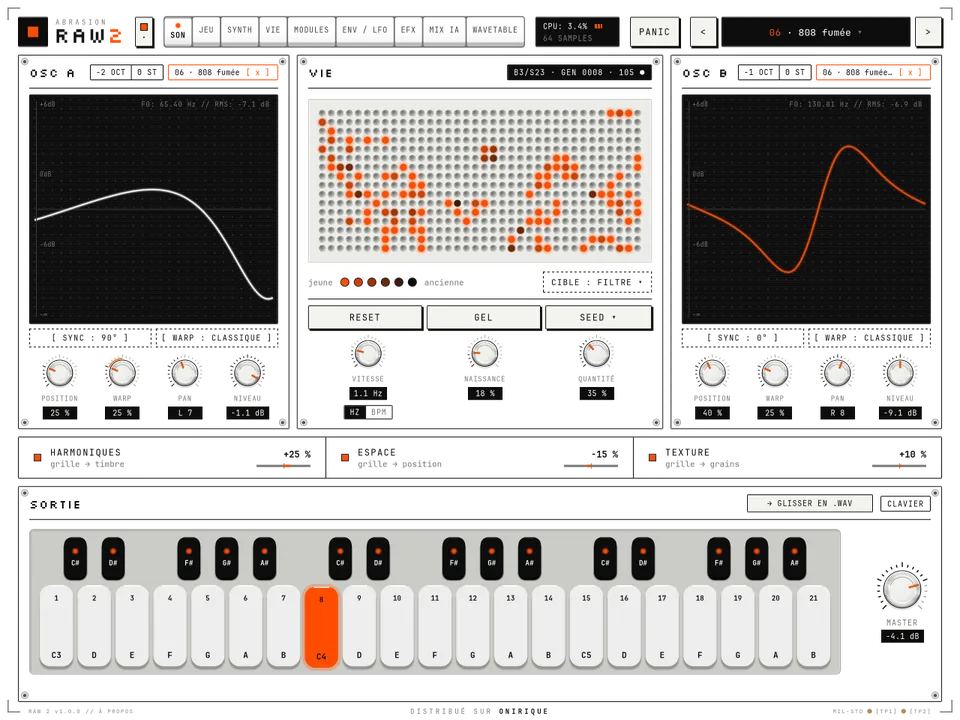 ABRASION
RAW2
SON
JEU
SYNTH
VIE
MODULES
ENV / LFO
EFX
MIX IA
WAVETABLE
CPU: 3.4%
64 SAMPLES
PANIC
<
06 · 808 fumée
>
OSC A
-2 OCT
0 ST
06 · 808 fumée [ x ]
+6dB
F0: 65.40 Hz // RMS: -7.1 dB
0dB
-6dB
-∞
[ SYNC : 90° ]
[ WARP : CLASSIQUE ]
POSITION
WARP
PAN
NIVEAU
25 %
25 %
L 7
-1.1 dB
VIE
B3/S23 · GEN 0008 · 105
jeune
ancienne
CIBLE : FILTRE
RESET
GEL
SEED
VITESSE
NAISSANCE
QUANTITÉ
1.1 Hz
18 %
35 %
HZ
BPM
OSC B
-1 OCT
0 ST
06 · 808 fumée… [ x ]
+6dB
F0: 130.81 Hz // RMS: -6.9 dB
0dB
-6dB
-∞
[ SYNC : 0° ]
[ WARP : CLASSIQUE ]
POSITION
WARP
PAN
NIVEAU
40 %
25 %
R 8
-9.1 dB
HARMONIQUES
+25 %
grille → timbre
ESPACE
-15 %
grille → position
TEXTURE
+10 %
grille → grains
SORTIE
→ GLISSER EN .WAV
CLAVIER
C# D# F# G# A# C# D# F# G# A# C# D# F# G# A#
1 2 3 4 5 6 7 8 9 10 11 12 13 14 15 16 17 18 19 20 21
C3 D E F G A B C4 D E F G A B C5 D E F G A B
MASTER
-4.1 dB
RAW 2 v1.0.0 // À PROPOS
DISTRIBUÉ SUR ONIRIQUE
MIL-STD [TP1] [TP2]